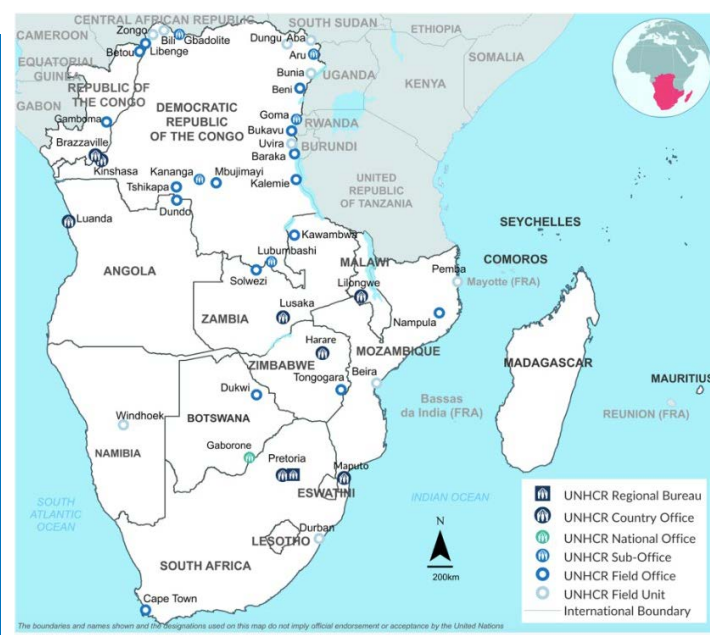 CENTRAL AFRICAN REPUBLIC
SOUTH SUDAN
ETHIOPIA
CAMEROON
Zongo
Bili
Gbadolite
Dungu
Aba
SOMALIA
Betou
Libenge
Aru
EQUATORIAL
GUINEA
REPUBLIC OF
THE CONGO
Bunia
UGANDA
KENYA
GABON
Beni
DEMOCRATIC
REPUBLIC
OF THE CONGO
Gamboma
Goma
RWANDA
Bukavu
Brazzaville
Uvira
BURUNDI
Baraka
Kinshasa
Kananga
Mbujimayi
Tshikapa
Kalemie
UNITED
REPUBLIC
OF TANZANIA
Dundo
Luanda
SEYCHELLES
Kawambwa
Lubumbashi
MALAWI
COMOROS
ANGOLA
Pemba
Mayotte (FRA)
Solwezi
Lilongwe
ZAMBIA
Lusaka
Nampula
Harare
MOZAMBIQUE
ZIMBABWE
MADAGASCAR
Tongogara
Beira
MAURITIUS
Dukwi
Bassas
da India (FRA)
REUNION (FRA)
Windhoek
BOTSWANA
NAMIBIA
Gaborone
Pretoria
Maputo
ESWATINI
SOUTH
ATLANTIC
OCEAN
INDIAN OCEAN
Durban
LESOTHO
SOUTH AFRICA
Cape Town
N
200km
UNHCR Regional Bureau
UNHCR Country Office
UNHCR National Office
UNHCR Sub-Office
UNHCR Field Office
UNHCR Field Unit
International Boundary
The boundaries and names shown and the designations used on this map do not imply official endorsement or acceptance by the United Nations